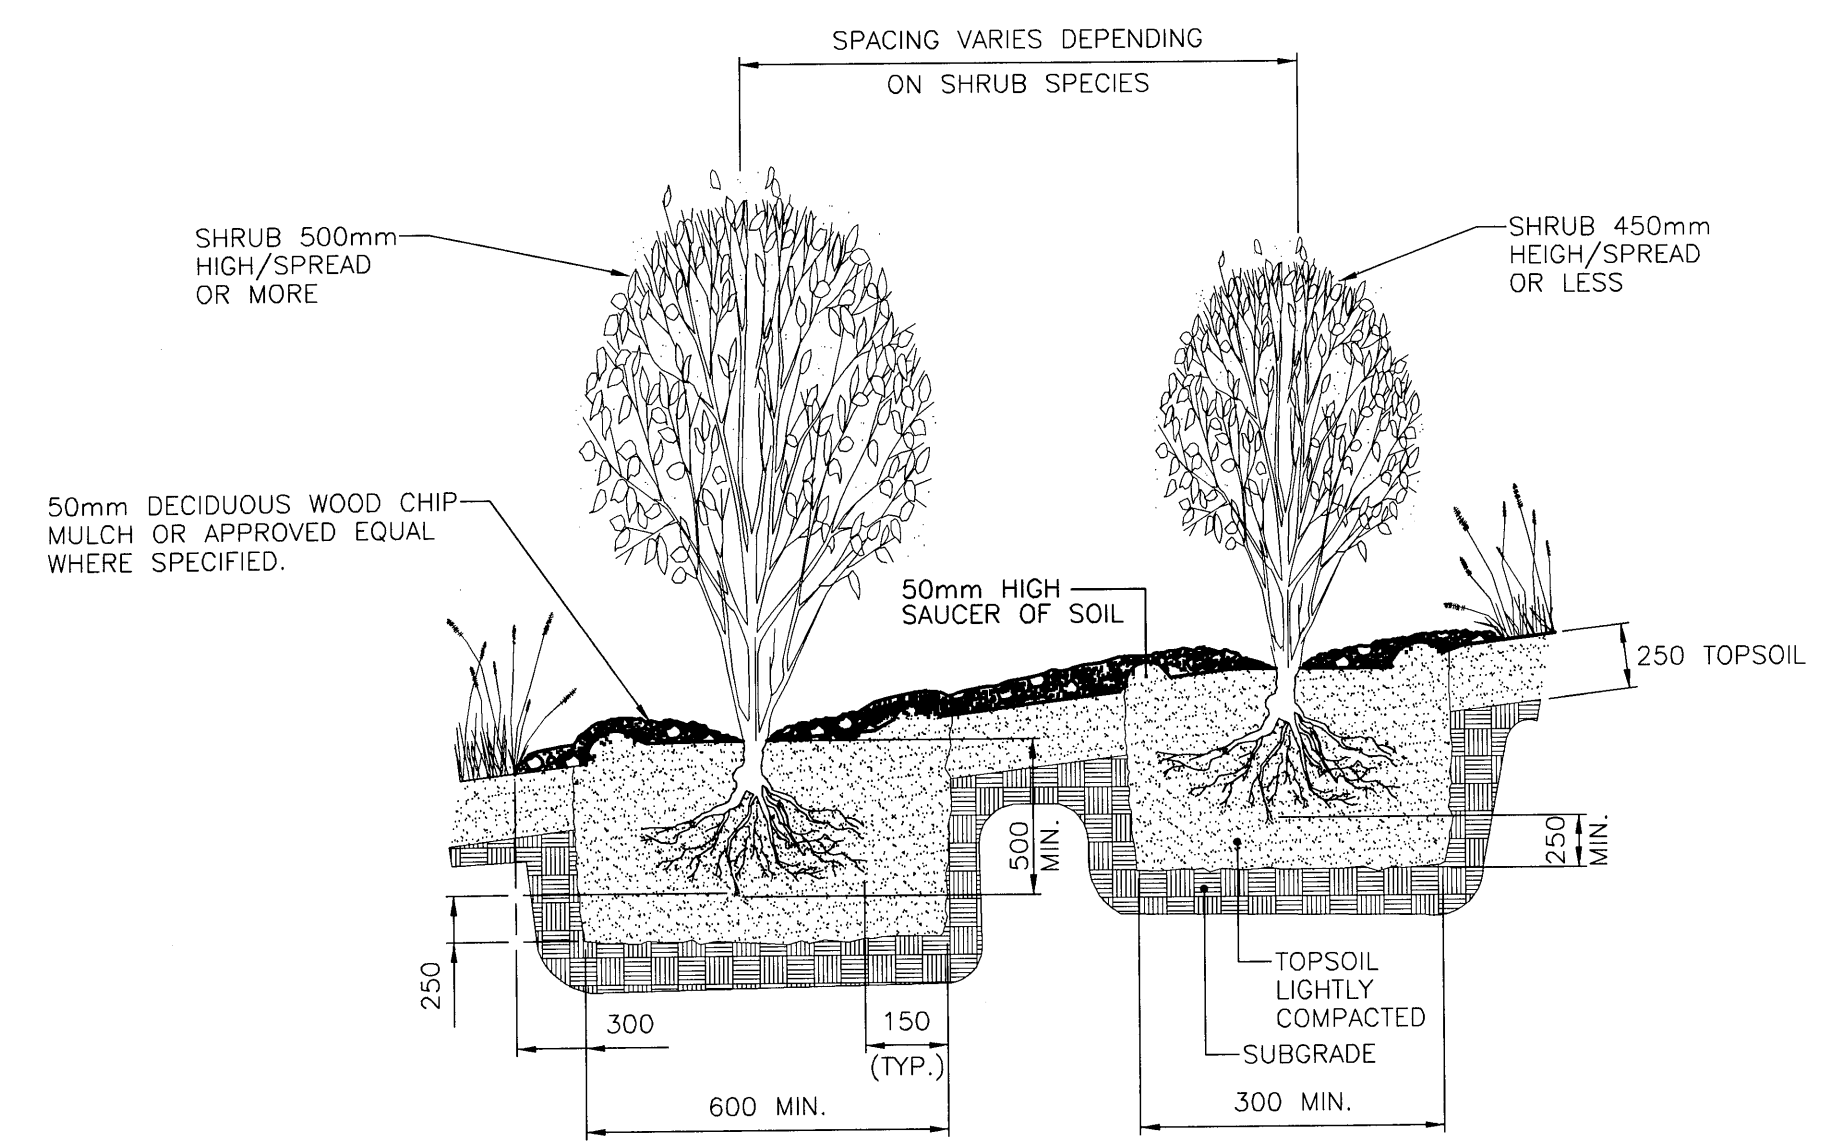 SPACING VARIES DEPENDING
ON SHRUB SPECIES
SHRUB 500mm
HIGH/SPREAD
OR MORE
SHRUB 450mm
HEIGH/SPREAD
OR LESS
50mm DECIDUOUS WOOD CHIP
MULCH OR APPROVED EQUAL
WHERE SPECIFIED.
50mm HIGH
SAUCER OF SOIL
250 TOPSOIL
500
MIN.
250
MIN.
250
300
150
(TYP.)
TOPSOIL
LIGHTLY
COMPACTED
SUBGRADE
600 MIN.
300 MIN.